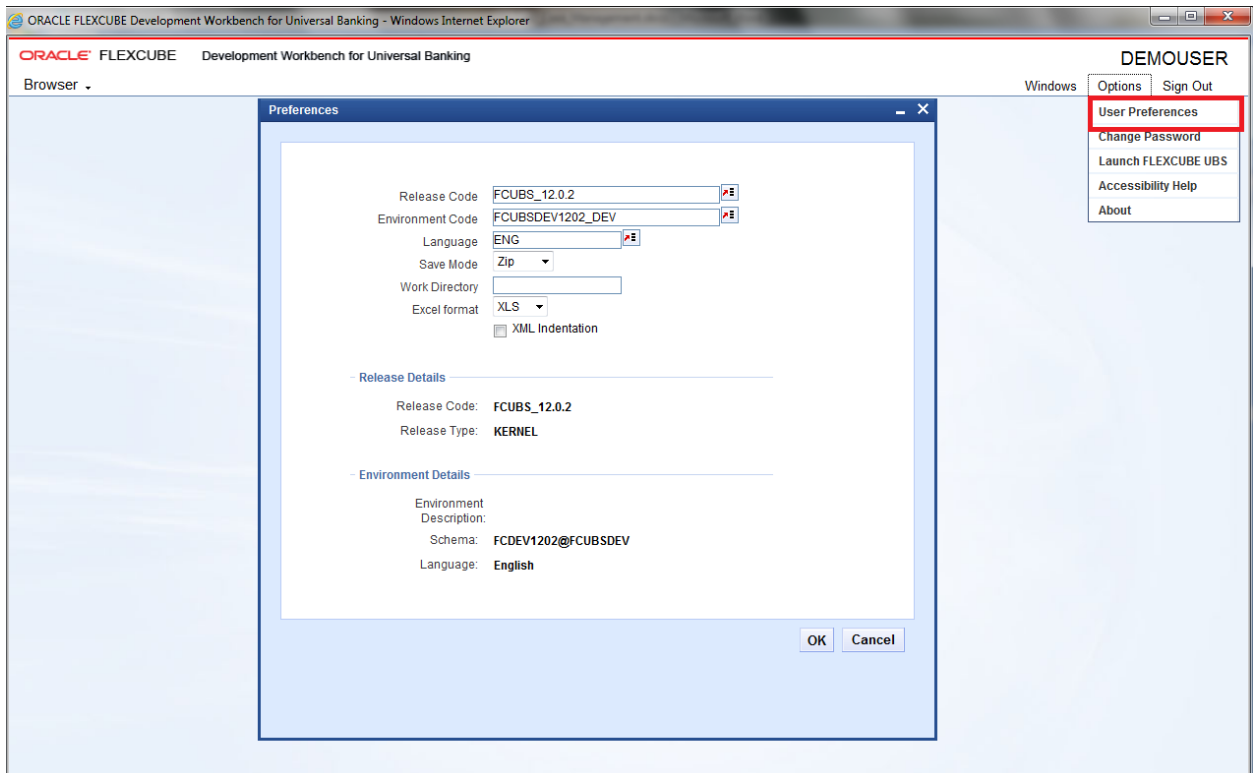 ORACLE FLEXCUBE Development Workbench for Universal Banking - Windows Internet Explorer
ORACLE FLEXCUBE Development Workbench for Universal Banking
DEMOUSER
Browser
Windows Options Sign Out
User Preferences
Change Password
Launch FLEXCUBE UBS
Accessibility Help
About
Preferences
Release Code FCUBS_12.0.2
Environment Code FCUBSDEV1202_DEV
Language ENG
Save Mode Zip
Work Directory
Excel format XLS
XML Indentation
Release Details
Release Code: FCUBS_12.0.2
Release Type: KERNEL
Environment Details
Environment
Description:
Schema: FCDEV1202@FCUBSDEV
Language: English
OK Cancel